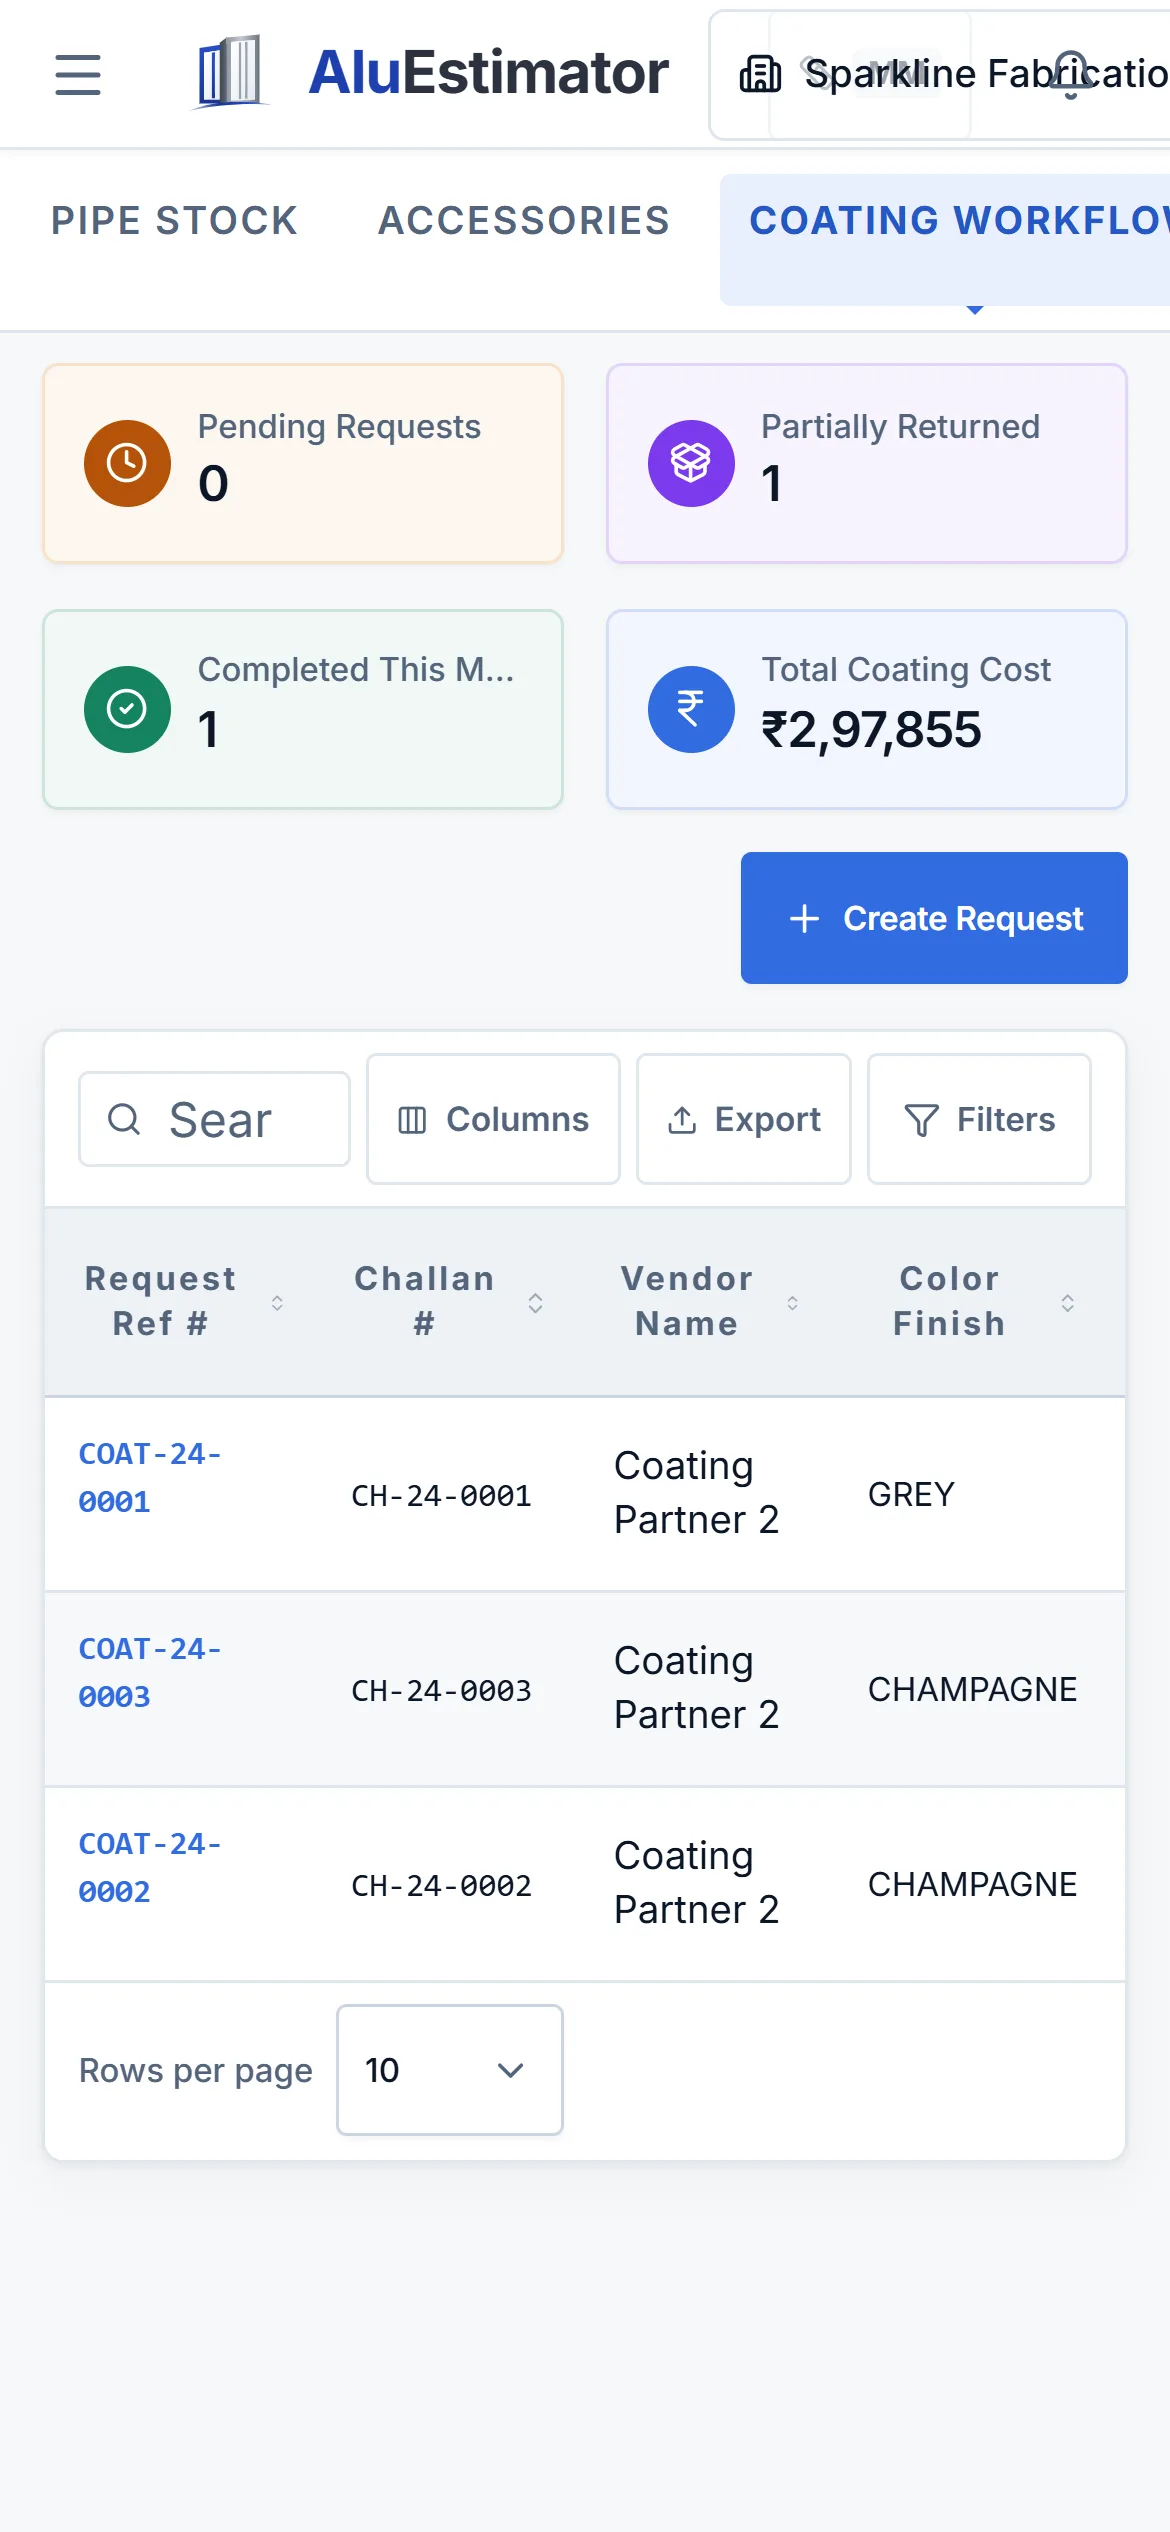 AluEstimator
Sparkline Fabricatio
PIPE STOCK
ACCESSORIES
COATING WORKFLOW
Pending Requests
0
Partially Returned
1
Completed This M...
1
Total Coating Cost
₹2,97,855
Create Request
Sear
Columns
Export
Filters
Request Ref #
Challan #
Vendor Name
Color Finish
COAT-24-0001
CH-24-0001
Coating Partner 2
GREY
COAT-24-0003
CH-24-0003
Coating Partner 2
CHAMPAGNE
COAT-24-0002
CH-24-0002
Coating Partner 2
CHAMPAGNE
Rows per page
10